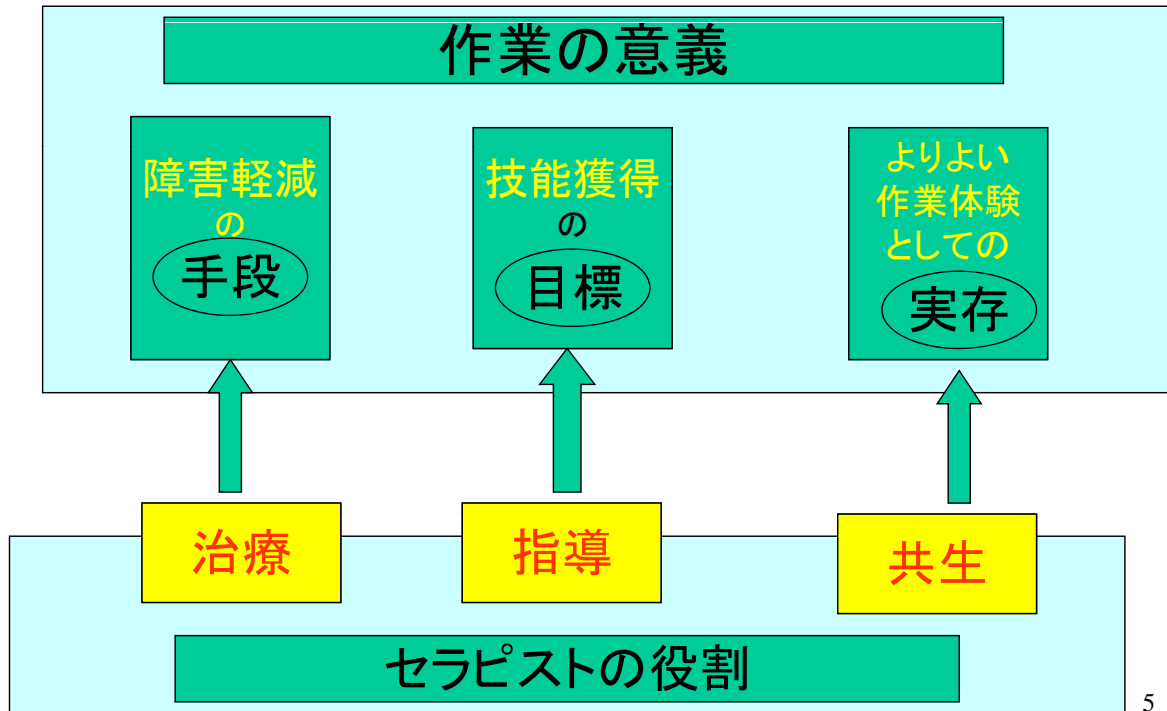 作業の意義
障害軽減
の
手段
技能獲得
の
目標
よりよい
作業体験
としての
実存
治療
指導
共生
セラピストの役割
5